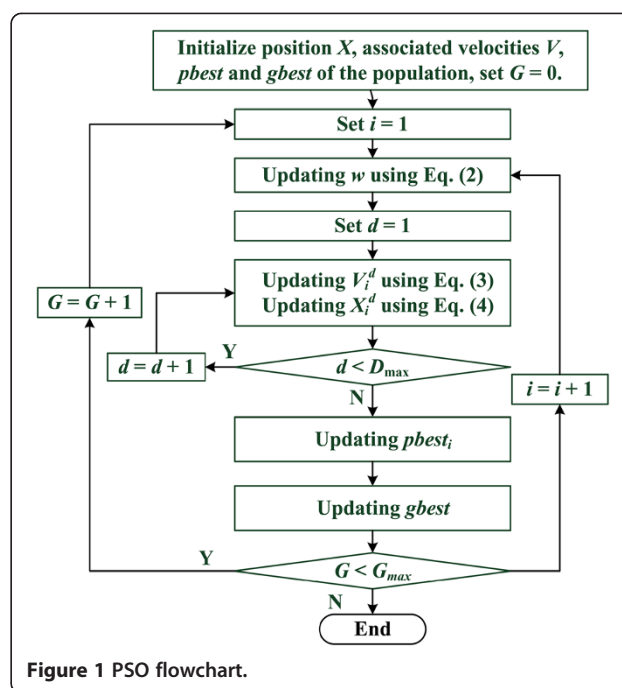 Initialize position X, associated velocities V,
pbest and gbest of the population, set G = 0.
Set i = 1
Updating w using Eq. (2)
Set d = 1
Updating V_i^d using Eq. (3)
Updating X_i^d using Eq. (4)
G = G + 1
Y
d = d + 1
d < D_max
N
i = i + 1
Updating pbest_i
Updating gbest
Y
G < G_max
N
End
Figure 1 PSO flowchart.